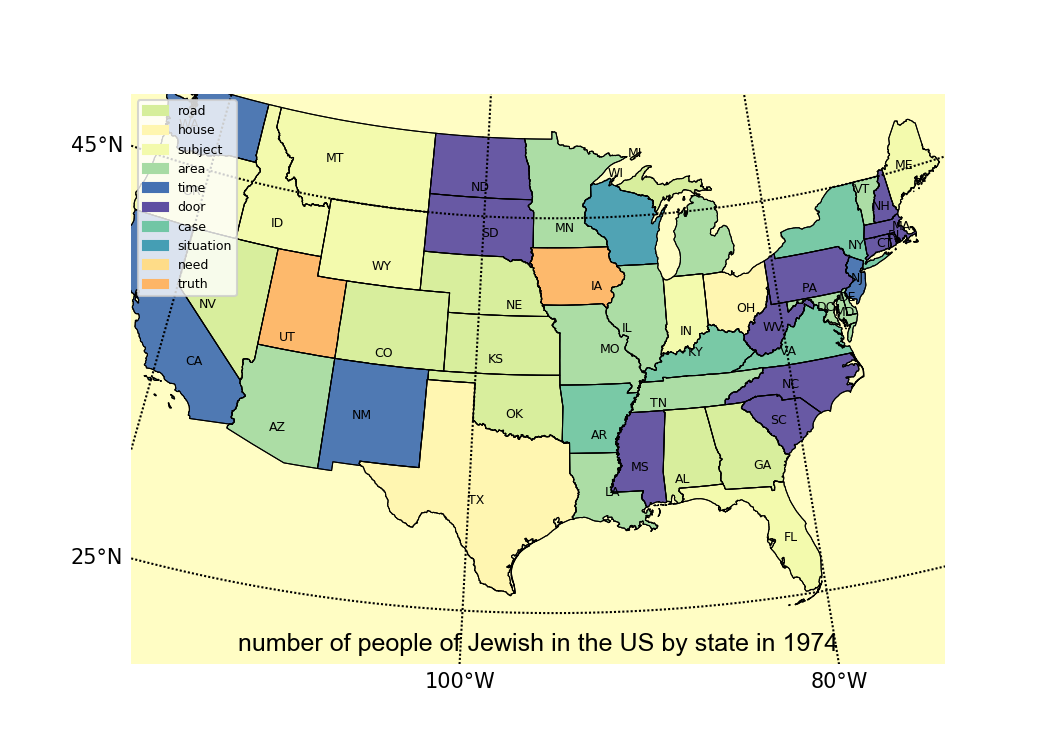 45°N
25°N
100°W
80°W
road
house
subject
area
time
door
case
situation
need
truth
MT
ND
MI
WI
ME
ID
SD
MN
VT
NH
WY
NY
MA
CT
NV
NE
IA
PA
NJ
UT
CO
KS
MO
IL
IN
OH
WV
DE
MD
CA
KY
VA
AZ
NM
OK
AR
TN
NC
SC
TX
LA
MS
AL
GA
FL
number of people of Jewish in the US by state in 1974